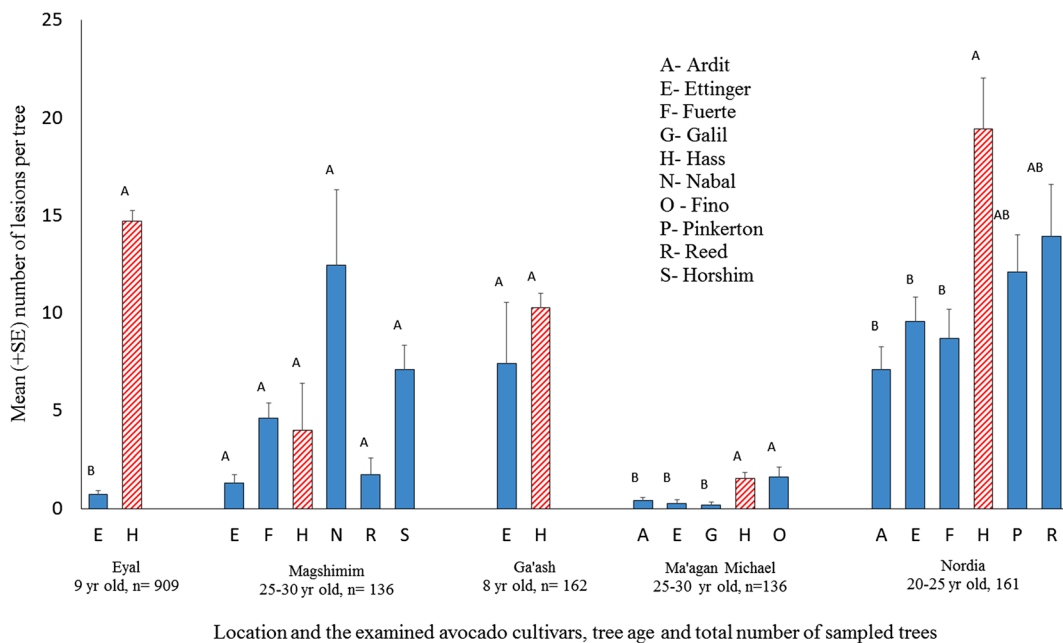 Mean (+SE) number of lesions per tree
25
20
15
10
5
0
A- Ardit
E- Ettinger
F- Fuerte
G- Galil
H- Hass
N- Nabal
O - Fino
P- Pinkerton
R- Reed
S- Horshim
B A A A A A A A A A B B B A A B B B A AB AB
E H E F H N R S E H A E G H O A E F H P R
Eyal Magshimim Ga'ash Ma'agan Michael Nordia
9 yr old, n= 909 25-30 yr old, n= 136 8 yr old, n= 162 25-30 yr old, n=136 20-25 yr old, 161
Location and the examined avocado cultivars, tree age and total number of sampled trees